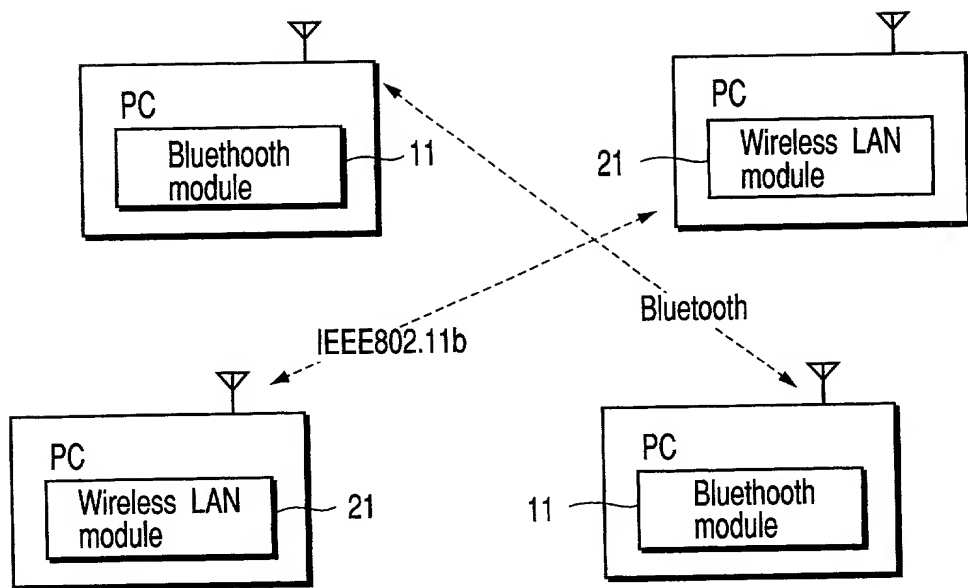 PC
Bluethooth
module
11
PC
Wireless LAN
module
21
Bluetooth
IEEE802.11b
PC
Wireless LAN
module
21
PC
Bluethooth
module
11